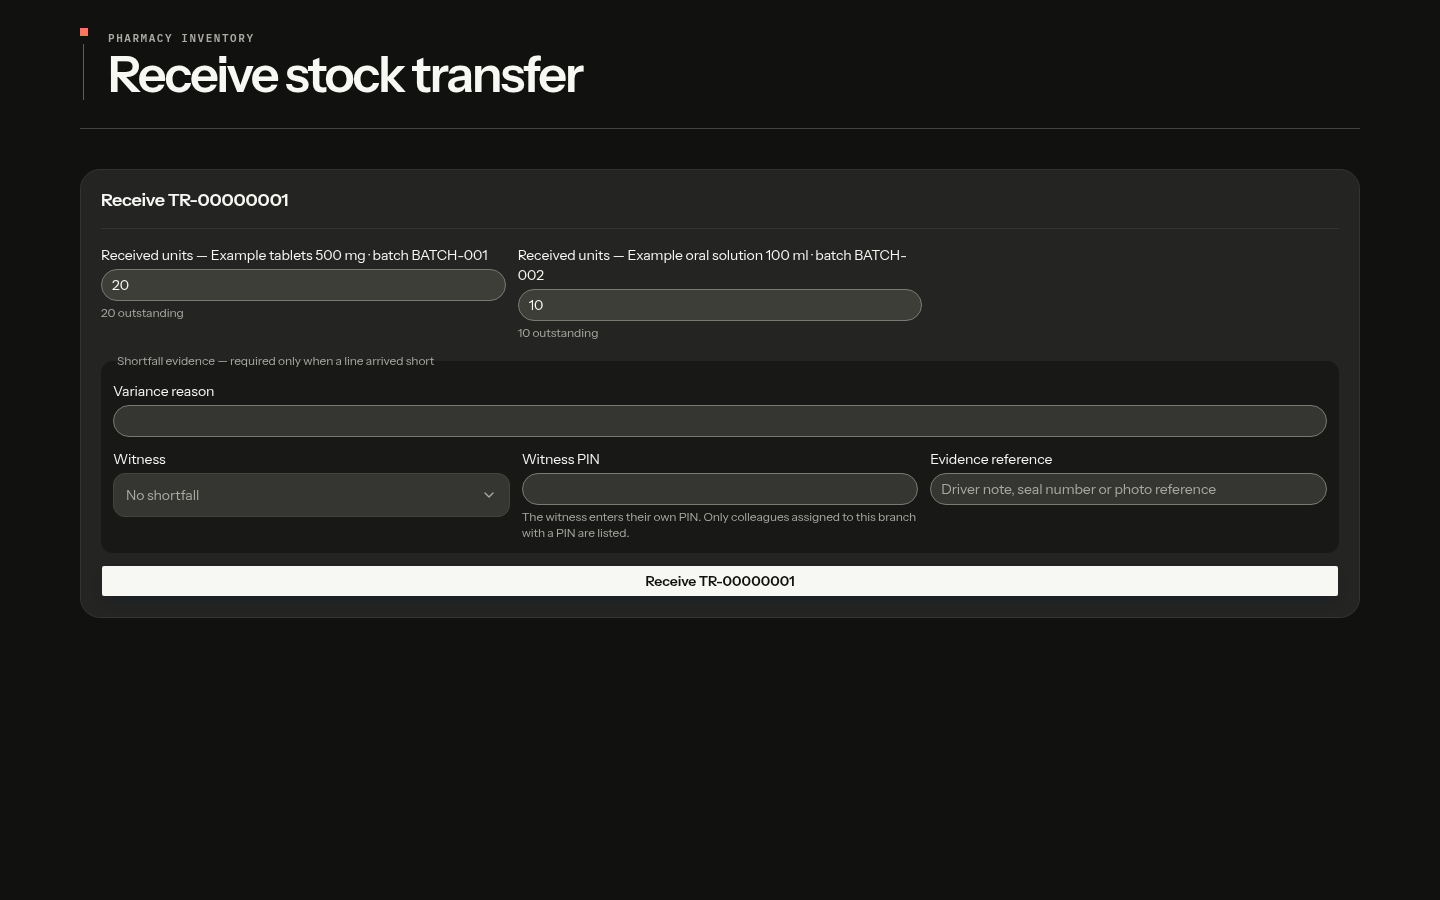 PHARMACY INVENTORY
Receive stock transfer
Receive TR-00000001
Received units — Example tablets 500 mg · batch BATCH-001
20
20 outstanding
Received units — Example oral solution 100 ml · batch BATCH-
002
10
10 outstanding
Shortfall evidence — required only when a line arrived short
Variance reason
Witness
No shortfall
Witness PIN
The witness enters their own PIN. Only colleagues assigned to this branch
with a PIN are listed.
Evidence reference
Driver note, seal number or photo reference
Receive TR-00000001